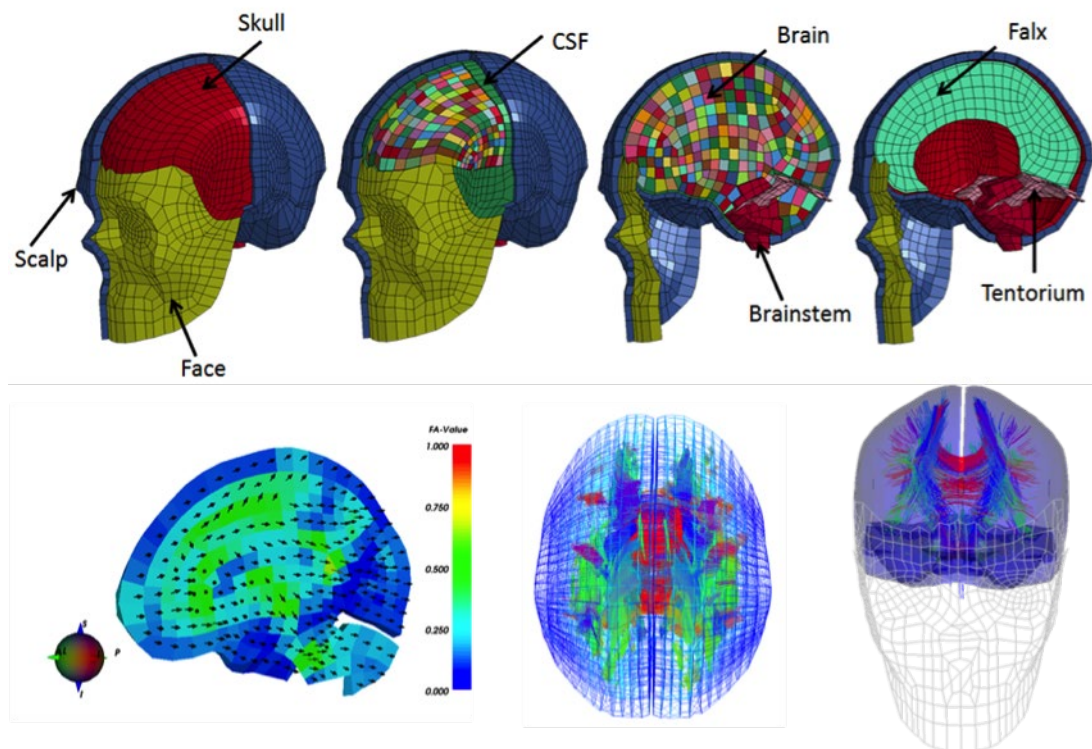 Skull
CSF
Brain
Falx
Scalp
Face
Brainstem
Tentorium
FA-Value
1.000
0.750
0.500
0.250
0.000
S
P
I